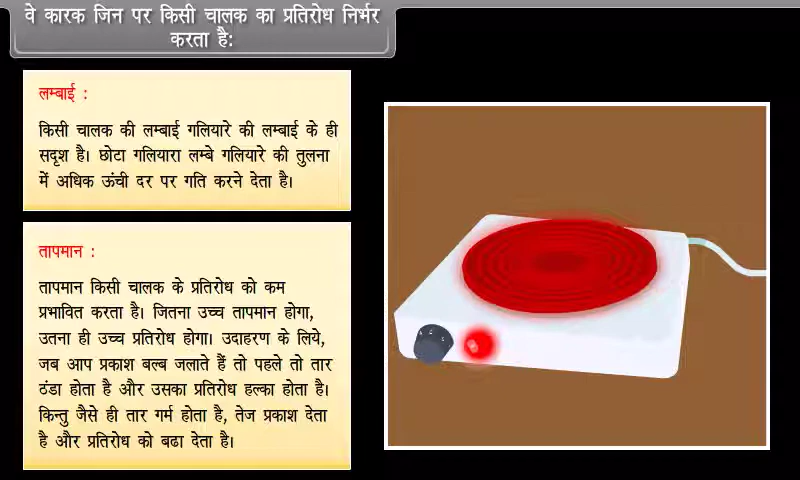 वे कारक जिन पर किसी चालक का प्रतिरोध निर्भर
करता है:
लम्बाई :
किसी चालक की लम्बाई गलियारे की लम्बाई के ही
सदृश है। छोटा गलियारा लम्बे गलियारे की तुलना
में अधिक ऊंची दर पर गति करने देता है।
तापमान :
तापमान किसी चालक के प्रतिरोध को कम
प्रभावित करता है। जितना उच्च तापमान होगा,
उतना ही उच्च प्रतिरोध होगा। उदाहरण के लिये,
जब आप प्रकाश बल्ब जलाते हैं तो पहले तो तार
ठंडा होता है और उसका प्रतिरोध हल्का होता है।
किन्तु जैसे ही तार गर्म होता है, तेज प्रकाश देता
है और प्रतिरोध को बढा देता है।